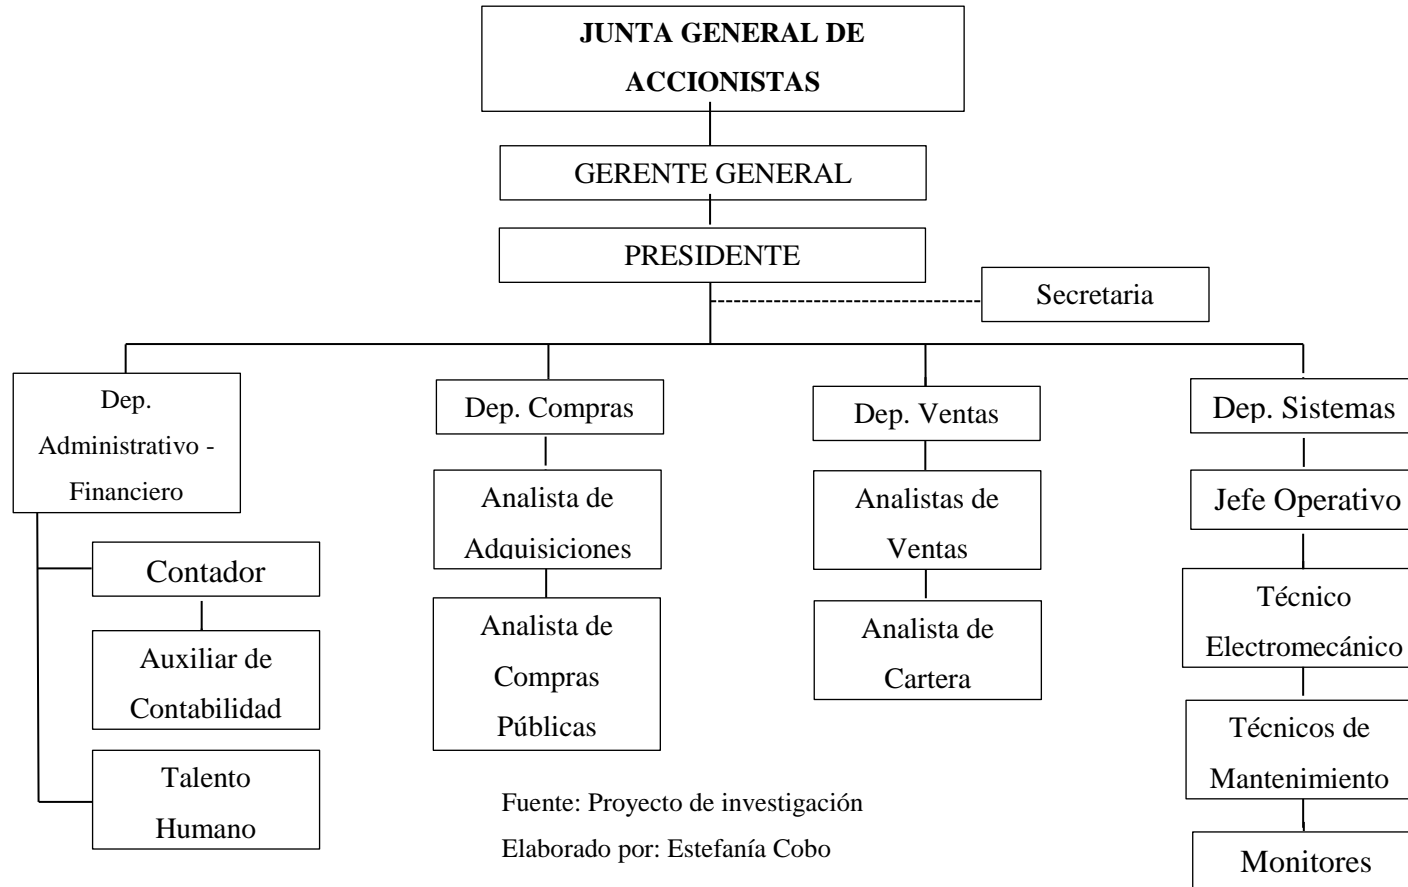 JUNTA GENERAL DE
ACCIONISTAS
GERENTE GENERAL
PRESIDENTE
Secretaria
Dep.
Administrativo -
Financiero
Contador
Auxiliar de
Contabilidad
Talento
Humano
Dep. Compras
Analista de
Adquisiciones
Analista de
Compras
Públicas
Dep. Ventas
Analistas de
Ventas
Analista de
Cartera
Dep. Sistemas
Jefe Operativo
Técnico
Electromecánico
Técnicos de
Mantenimiento
Monitores
Fuente: Proyecto de investigación
Elaborado por: Estefanía Cobo